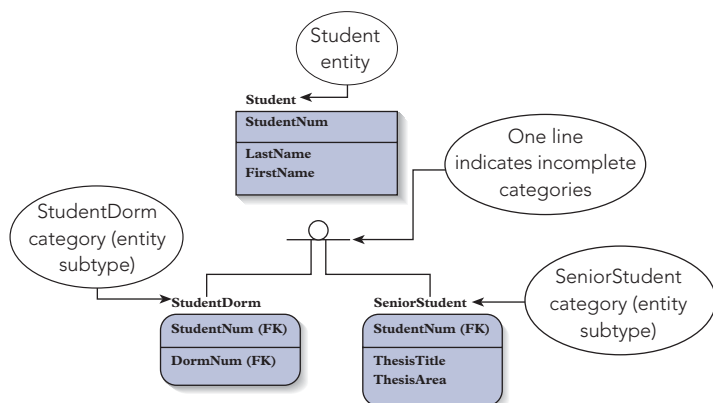 Student
entity
Student
StudentNum
LastName
FirstName
One line
indicates incomplete
categories
StudentDorm
category (entity
subtype)
StudentDorm
StudentNum (FK)
DormNum (FK)
SeniorStudent
StudentNum (FK)
ThesisTitle
ThesisArea
SeniorStudent
category (entity
subtype)